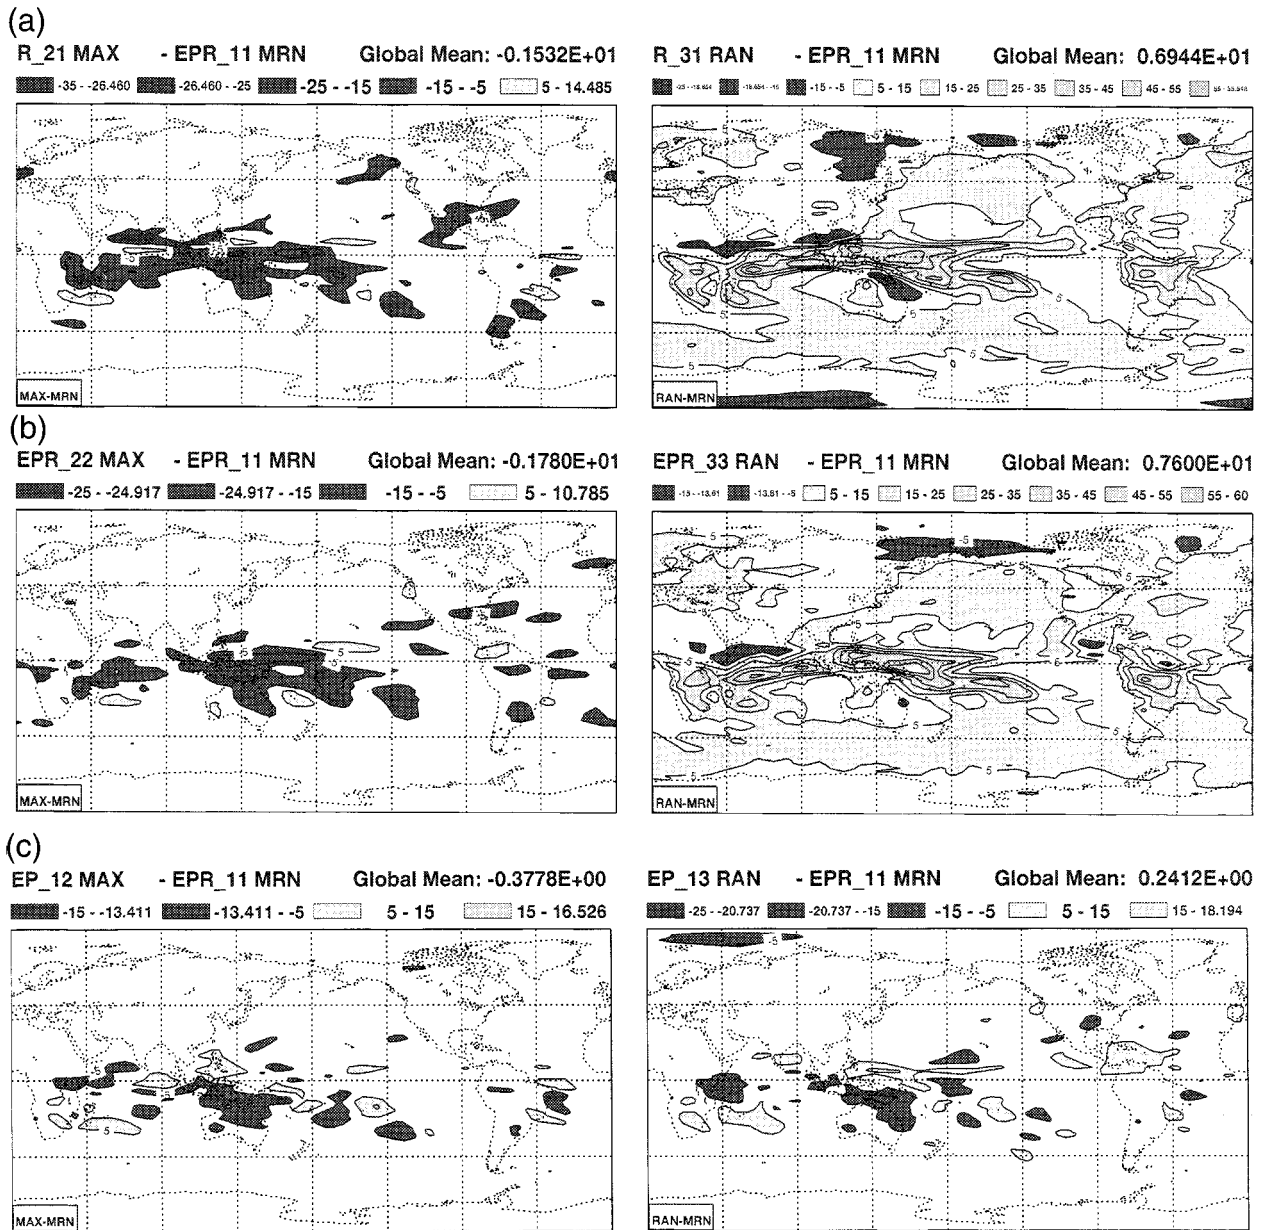 (a)
R_21 MAX - EPR_11 MRN Global Mean: -0.1532E+01
-35 - -26.460 -26.460 - -25 -25 - -15 -15 - -5 5 - 14.485
MAX-MRN
R_31 RAN - EPR_11 MRN Global Mean: 0.6944E+01
-15 - -5 5 - 15 15 - 25 25 - 35 35 - 45 45 - 55
RAN-MRN
(b)
EPR_22 MAX - EPR_11 MRN Global Mean: -0.1780E+01
-25 - -24.917 -24.917 - -15 -15 - -5 5 - 10.785
MAX-MRN
EPR_33 RAN - EPR_11 MRN Global Mean: 0.7600E+01
-15 - -13.81 -13.81 - -5 5 - 15 15 - 25 25 - 35 35 - 45 45 - 55 55 - 60
RAN-MRN
(c)
EP_12 MAX - EPR_11 MRN Global Mean: -0.3778E+00
-15 - -13.411 -13.411 - -5 5 - 15 15 - 16.526
MAX-MRN
EP_13 RAN - EPR_11 MRN Global Mean: 0.2412E+00
-25 - -20.737 -20.737 - -15 -15 - -5 5 - 15 15 - 18.194
RAN-MRN